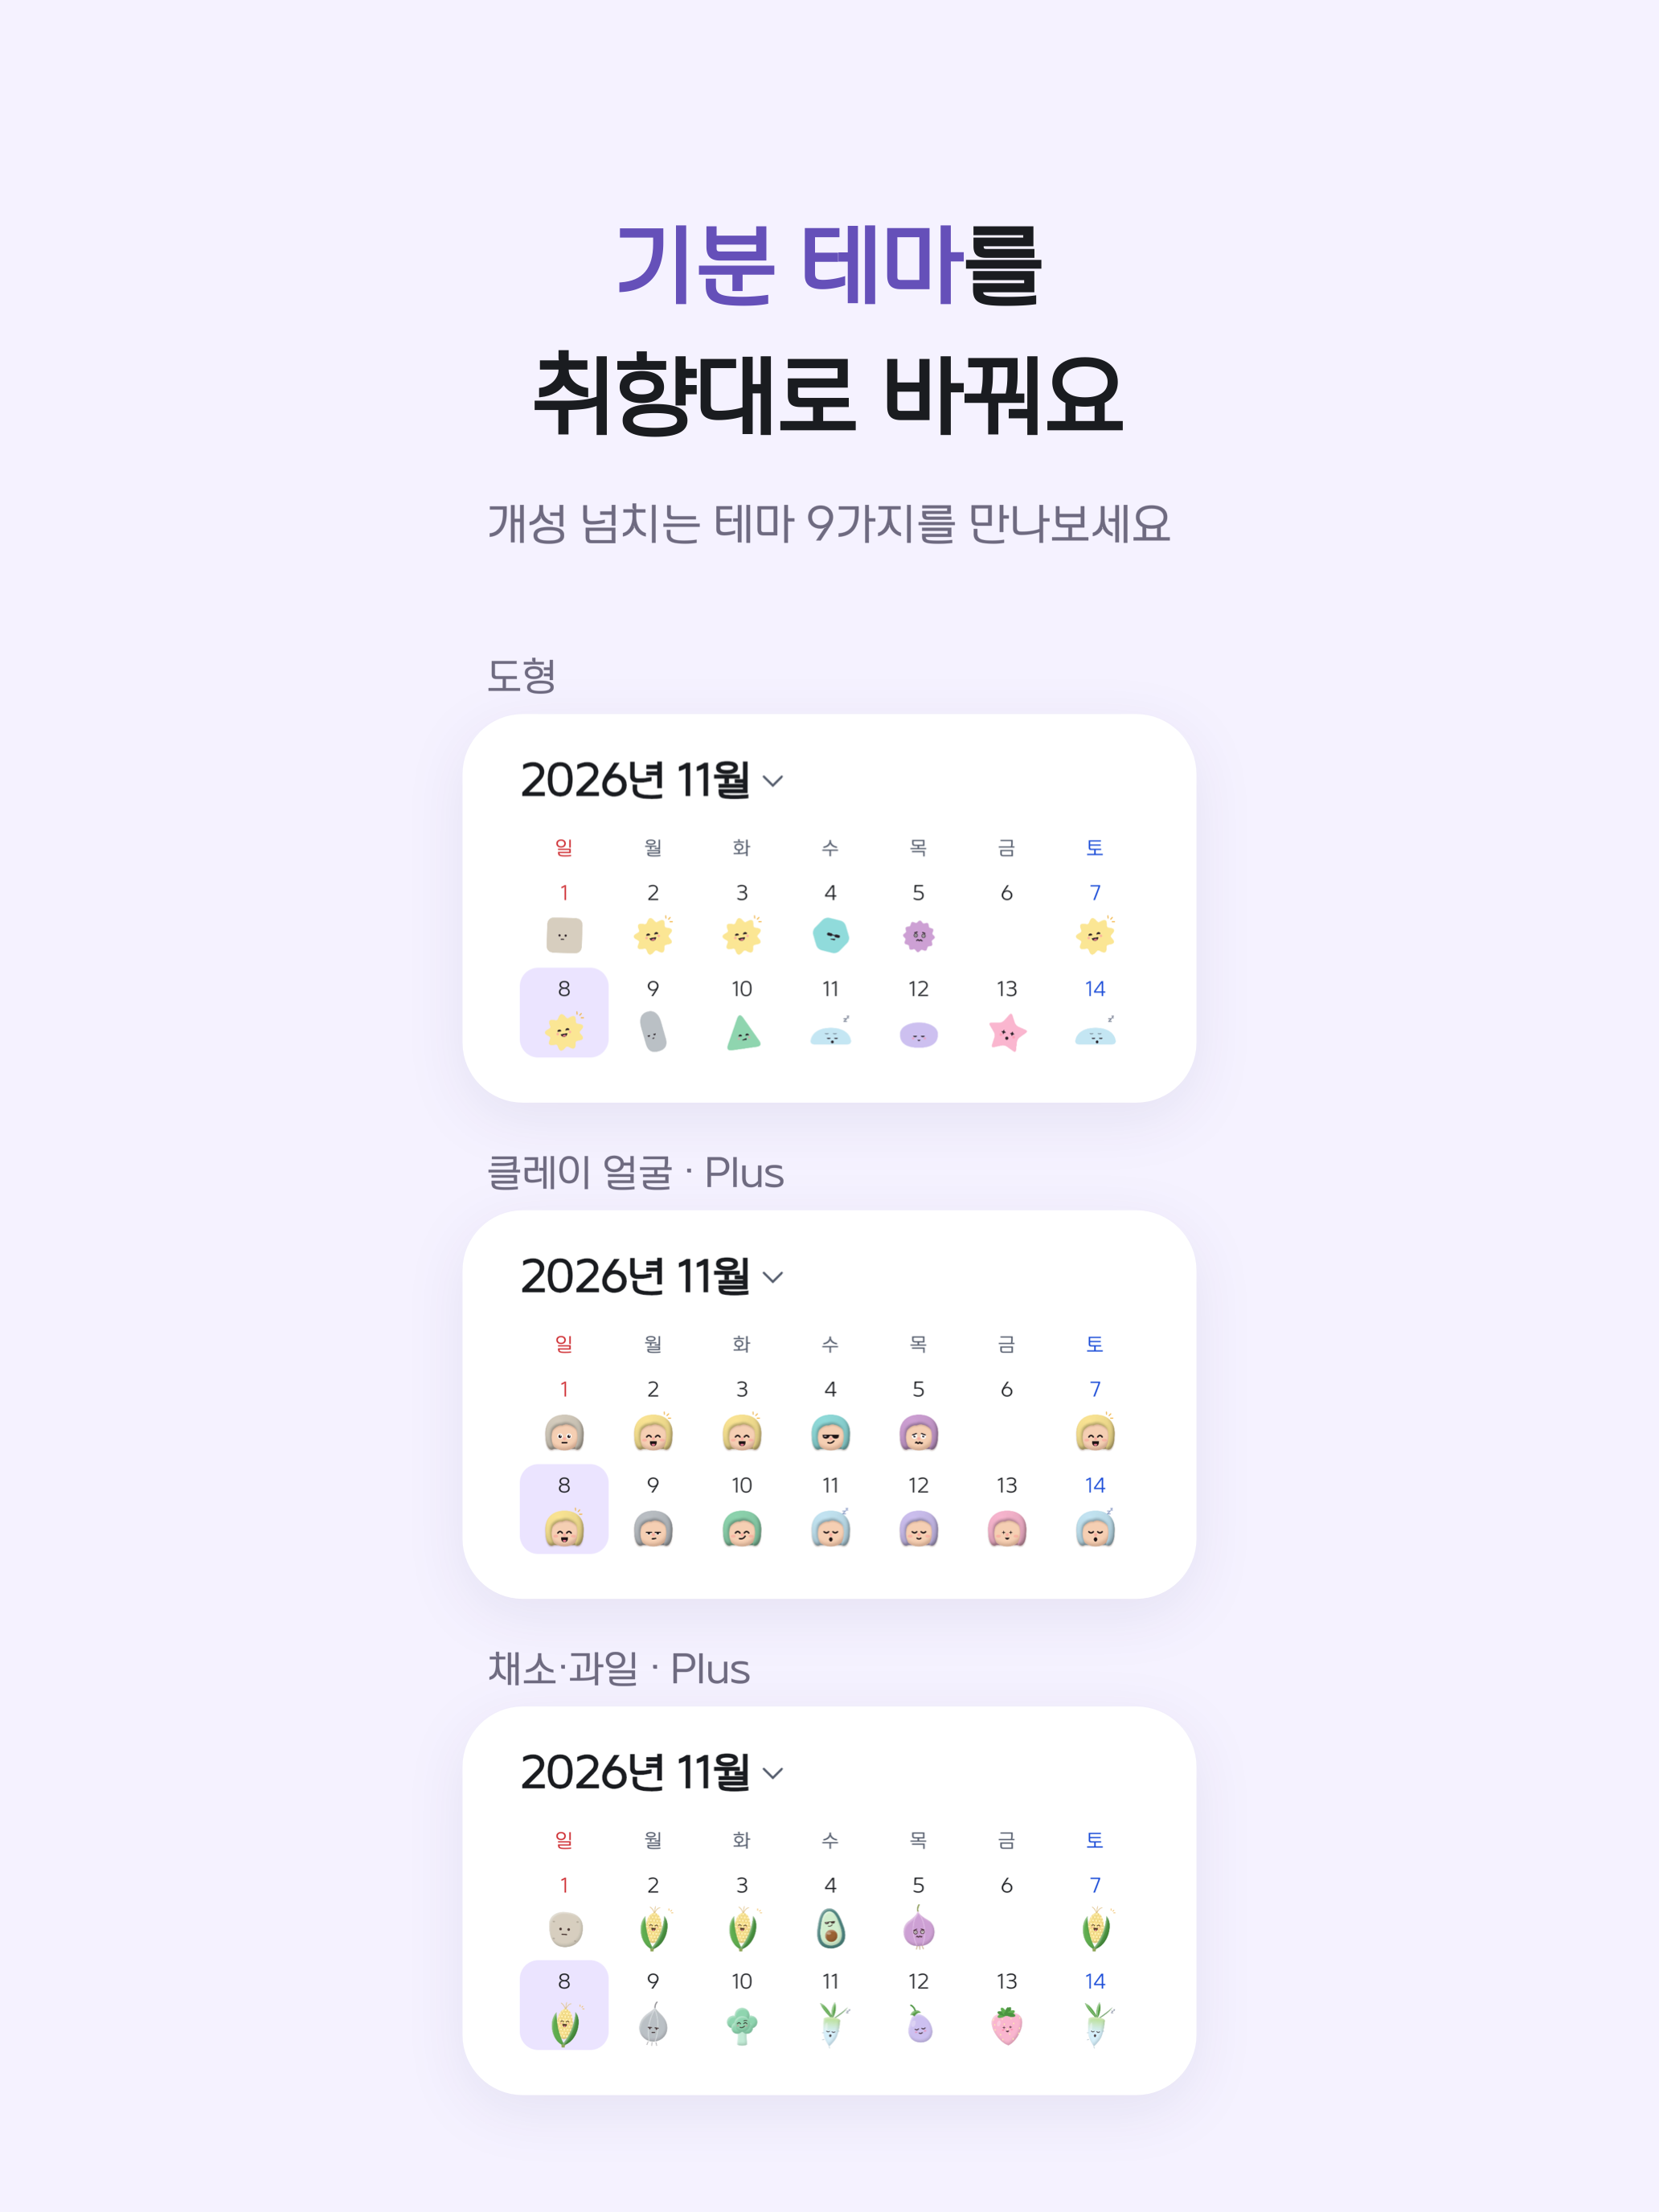 기분 테마를
취향대로 바꿔요
개성 넘치는 테마 9가지를 만나보세요
도형
2026년 11월
일 월 화 수 목 금 토
1 2 3 4 5 6 7
8 9 10 11 12 13 14
클레이 얼굴 · Plus
2026년 11월
일 월 화 수 목 금 토
1 2 3 4 5 6 7
8 9 10 11 12 13 14
채소·과일 · Plus
2026년 11월
일 월 화 수 목 금 토
1 2 3 4 5 6 7
8 9 10 11 12 13 14